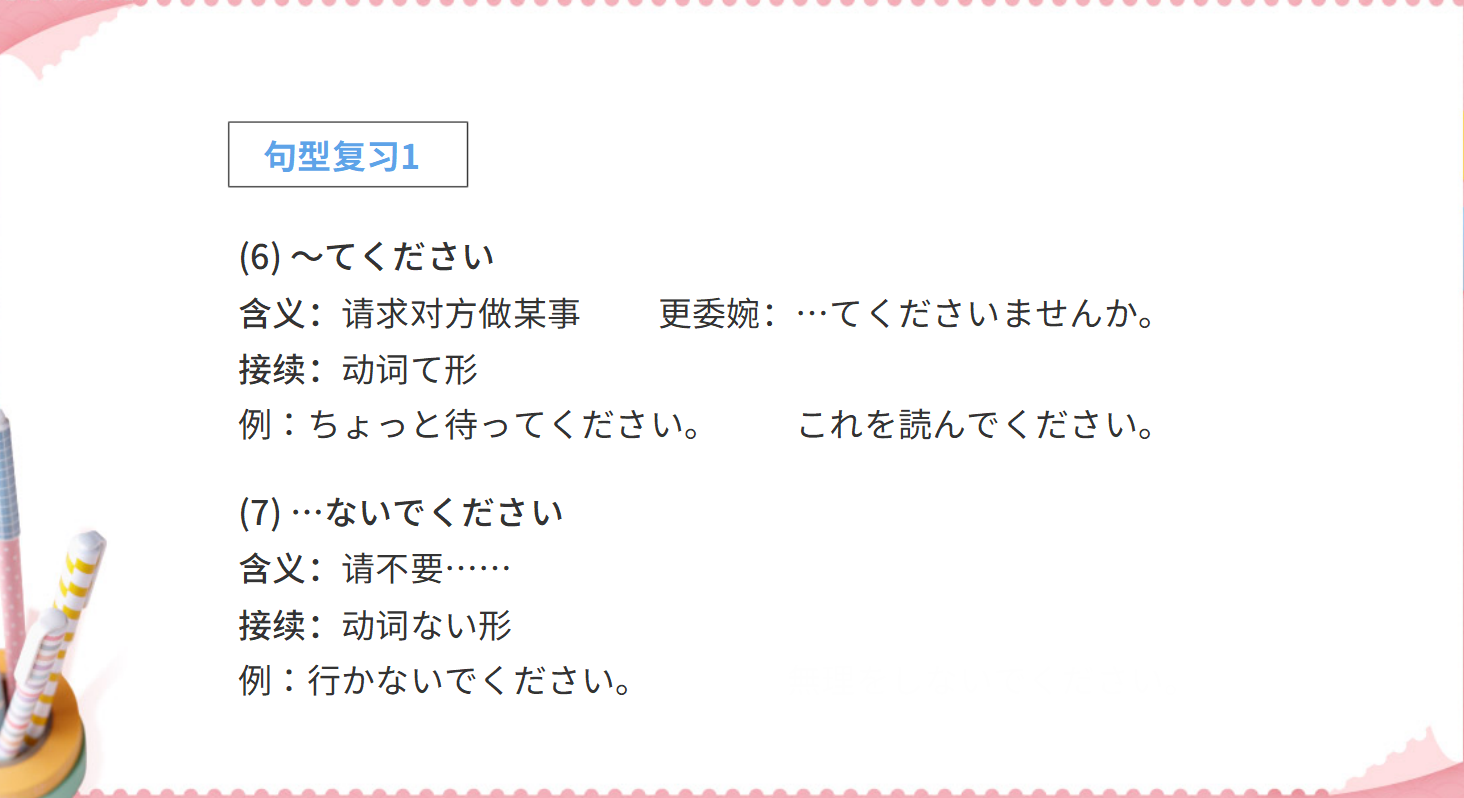 句型复习1
(6) ～てください
含义：请求对方做某事　　更委婉：…てくださいませんか。
接续：动词て形
例：ちょっと待ってください。　　これを読んでください。
(7) …ないでください
含义：请不要……
接续：动词ない形
例：行かないでください。